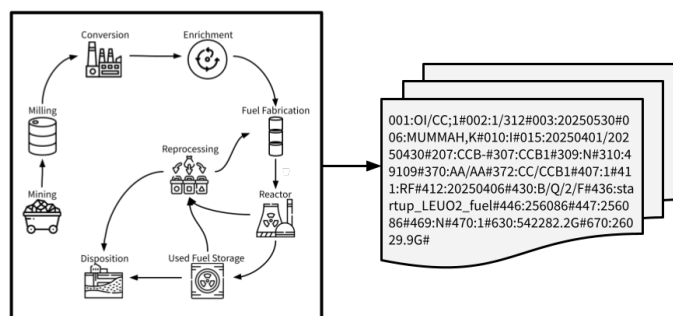 Conversion
Enrichment
Milling
Fuel Fabrication
Reprocessing
Mining
Reactor
Disposition
Used Fuel Storage
001:OI/CC;1#002:1/312#003:20250530#0
06:MUMMAH,K#010:I#015:20250401/20
250430#207:CCB-#307:CCB1#309:N#310:4
9109#370:AA/AA#372:CC/CCB1#407:1#41
1:RF#412:20250406#430:B/Q/2/F#436:sta
rtup_LEUO2_fuel#446:256086#447:2560
86#469:N#470:1#630:542282.2G#670:260
29.9G#